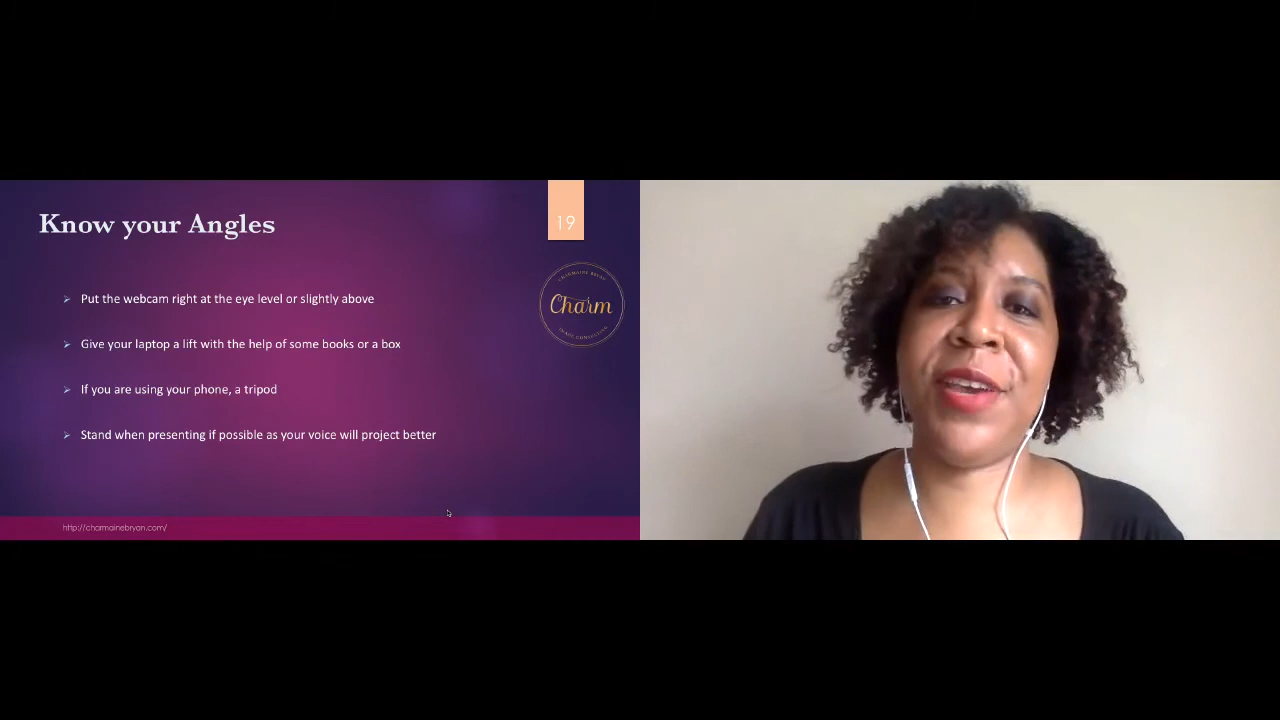 Know your Angles
19
CHARMAINE BRYAN
Charm
Put the webcam right at the eye level or slightly above
Give your laptop a lift with the help of some books or a box
If you are using your phone, a tripod
Stand when presenting if possible as your voice will project better
http://charmainebryan.com/